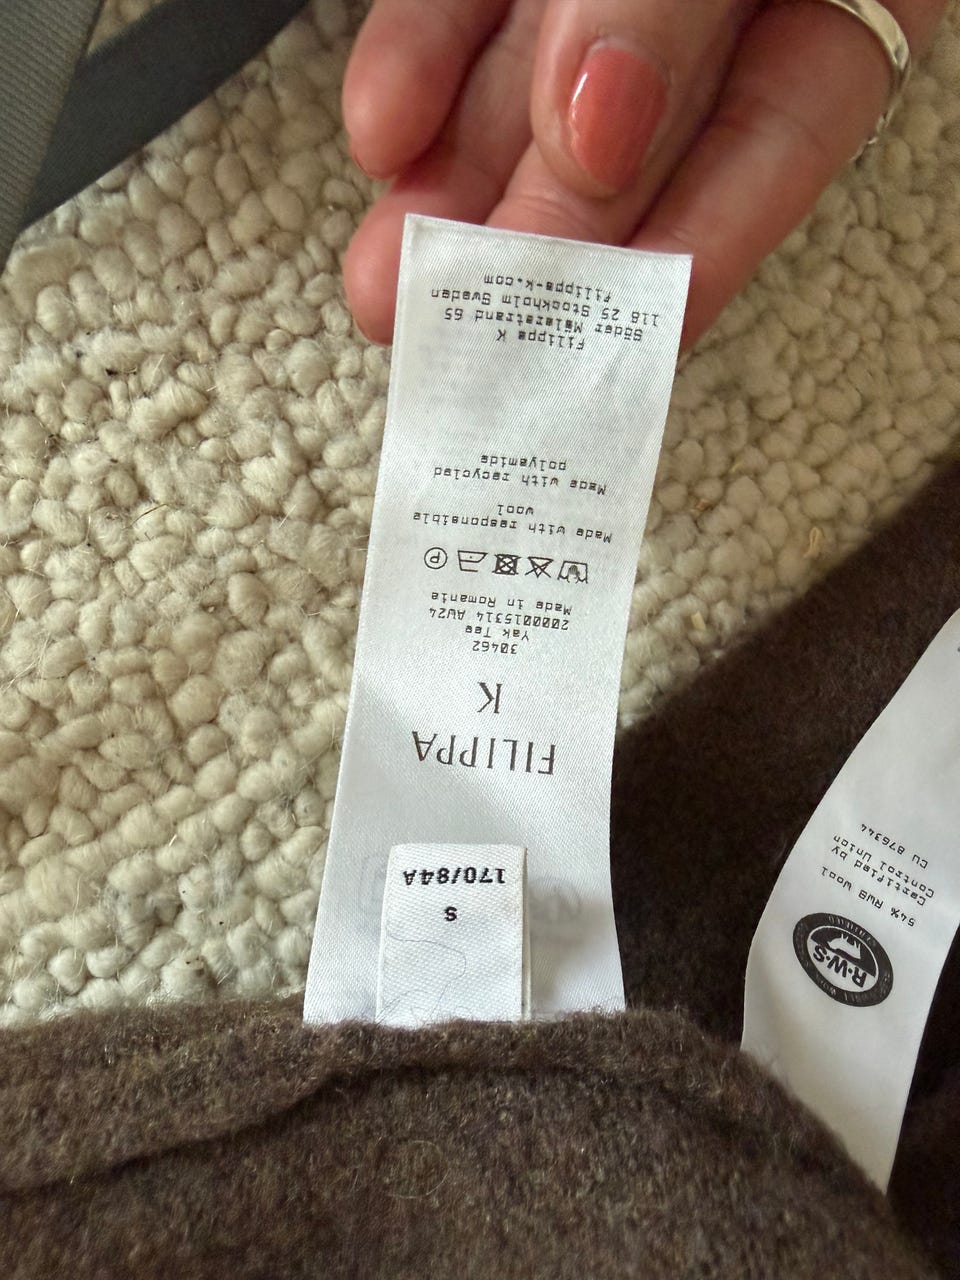 S
170/84A
FILIPPA
K
30462
Yak Tee
2000015314 AW24
Made in Romania
P
Made with responsible
wool
Made with recycled
polyamide
Filippa K
Söder Mälarstrand 65
118 25 Stockholm Sweden
filippa-k.com
R·W·S
54% RWS Wool
Certified by
Control Union
CU 876344